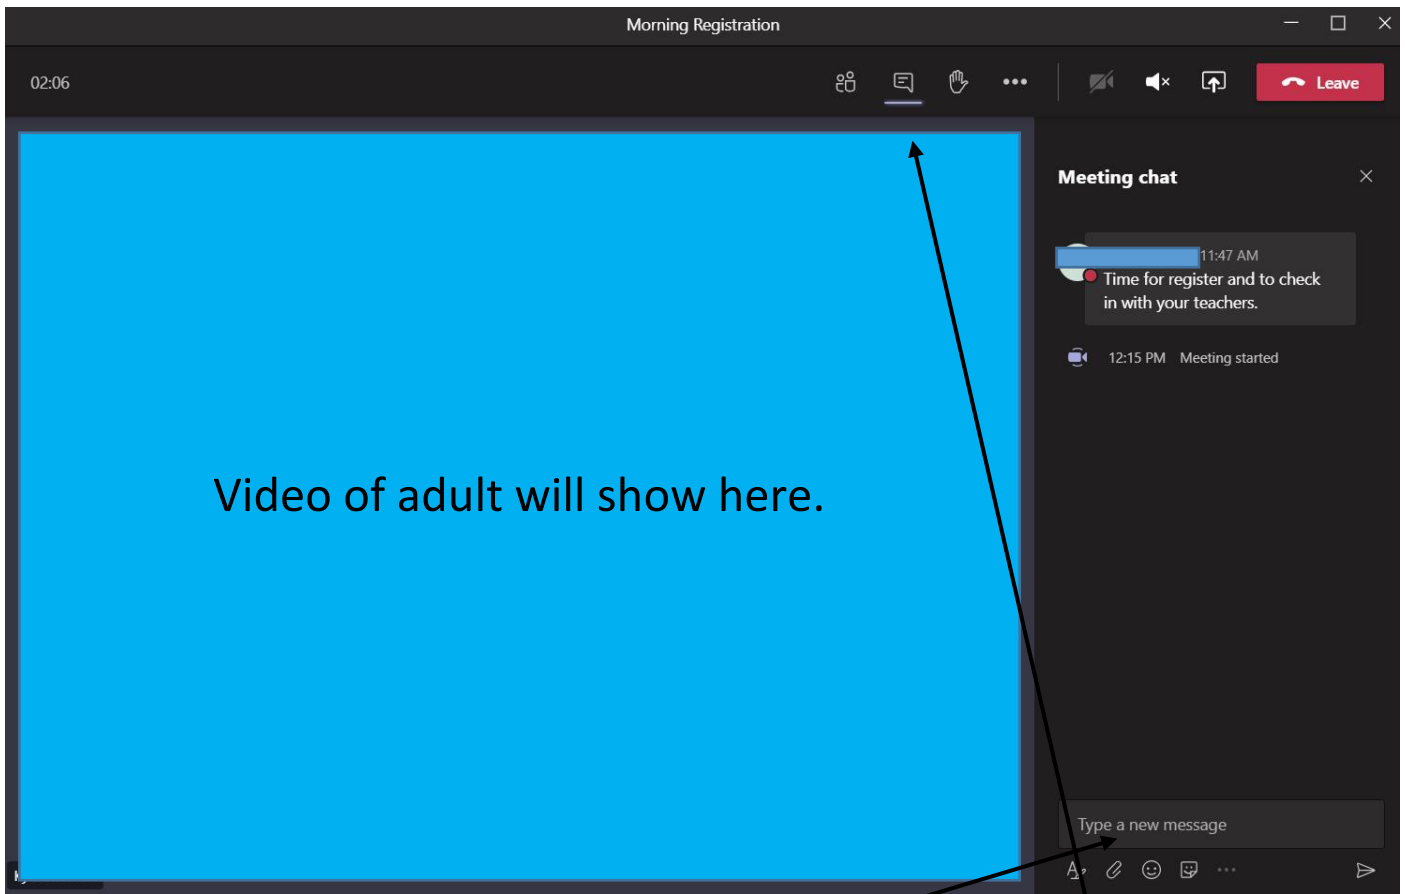 Morning Registration
02:06
Leave
Meeting chat
11:47 AM
Time for register and to check
in with your teachers.
12:15 PM Meeting started
Video of adult will show here.
Type a new message